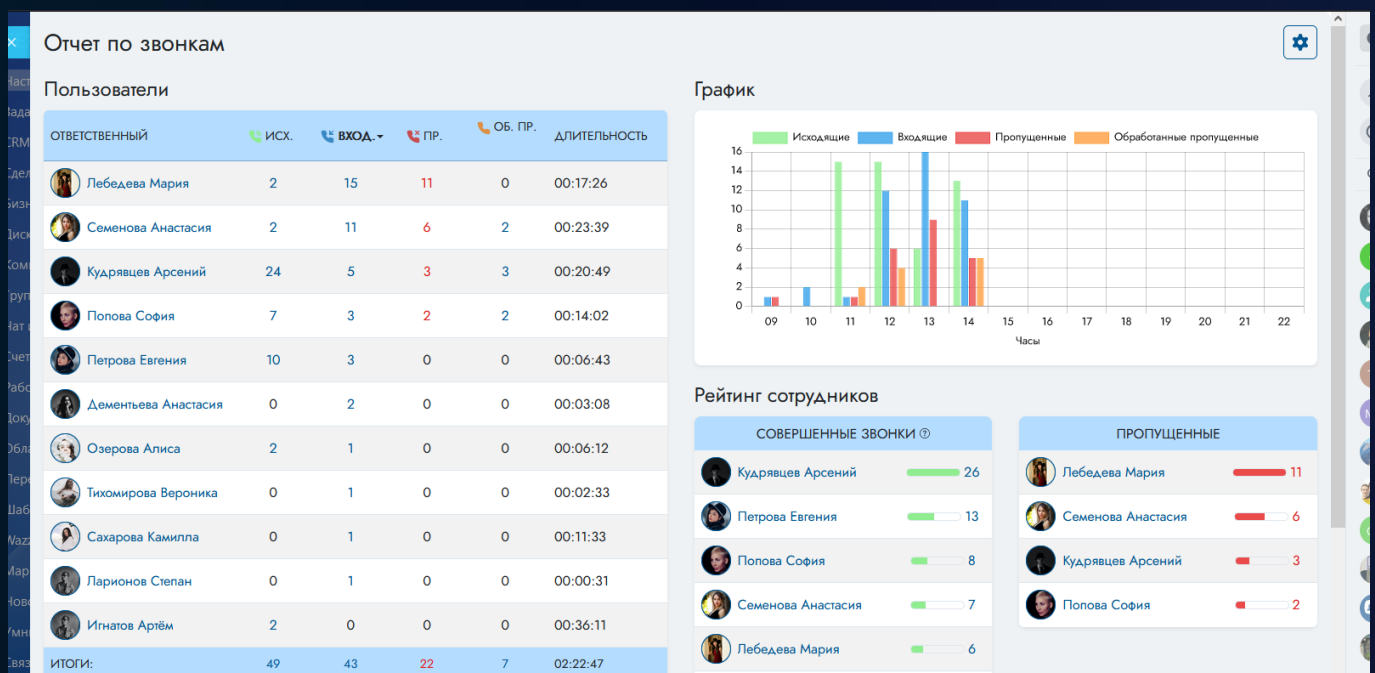 Отчет по звонкам
Пользователи
ОТВЕТСТВЕННЫЙ ИСХ. ВХОД. ПР. ОБ. ПР. ДЛИТЕЛЬНОСТЬ
Лебедева Мария 2 15 11 0 00:17:26
Семенова Анастасия 2 11 6 2 00:23:39
Кудрявцев Арсений 24 5 3 3 00:20:49
Попова София 7 3 2 2 00:14:02
Петрова Евгения 10 3 0 0 00:06:43
Дементьева Анастасия 0 2 0 0 00:03:08
Озерова Алиса 2 1 0 0 00:06:12
Тихомирова Вероника 0 1 0 0 00:02:33
Сахарова Камилла 0 1 0 0 00:11:33
Ларионов Степан 0 1 0 0 00:00:31
Игнатов Артём 2 0 0 0 00:36:11
ИТОГИ: 49 43 22 7 02:22:47
График
Исходящие Входящие Пропущенные Обработанные пропущенные
16
14
12
10
8
6
4
2
0
09 10 11 12 13 14 15 16 17 18 19 20 21 22
Часы
Рейтинг сотрудников
СОВЕРШЕННЫЕ ЗВОНКИ
Кудрявцев Арсений 26
Петрова Евгения 13
Попова София 8
Семенова Анастасия 7
Лебедева Мария 6
ПРОПУЩЕННЫЕ
Лебедева Мария 11
Семенова Анастасия 6
Кудрявцев Арсений 3
Попова София 2